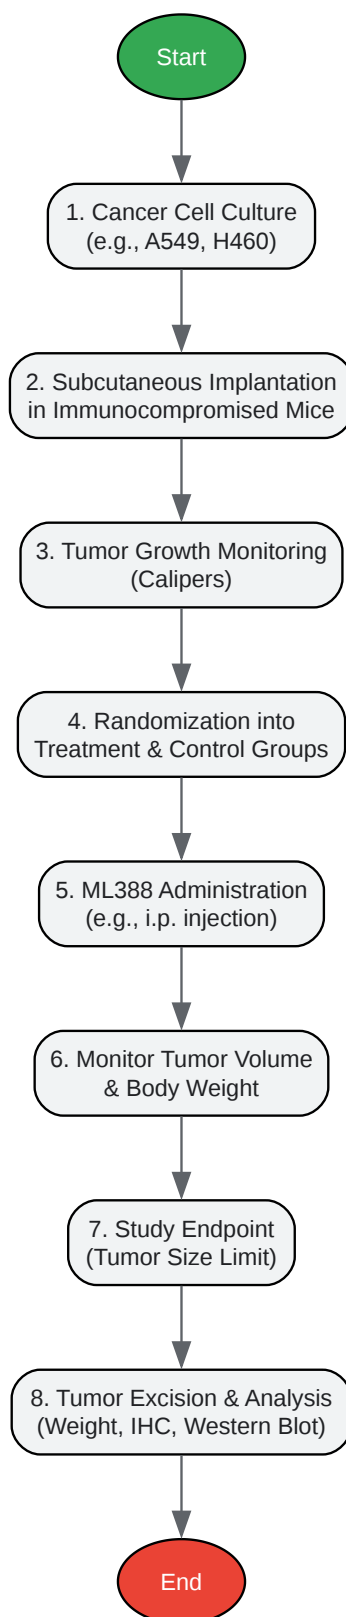 Start
1. Cancer Cell Culture
(e.g., A549, H460)
2. Subcutaneous Implantation
in Immunocompromised Mice
3. Tumor Growth Monitoring
(Calipers)
4. Randomization into
Treatment & Control Groups
5. ML388 Administration
(e.g., i.p. injection)
6. Monitor Tumor Volume
& Body Weight
7. Study Endpoint
(Tumor Size Limit)
8. Tumor Excision & Analysis
(Weight, IHC, Western Blot)
End